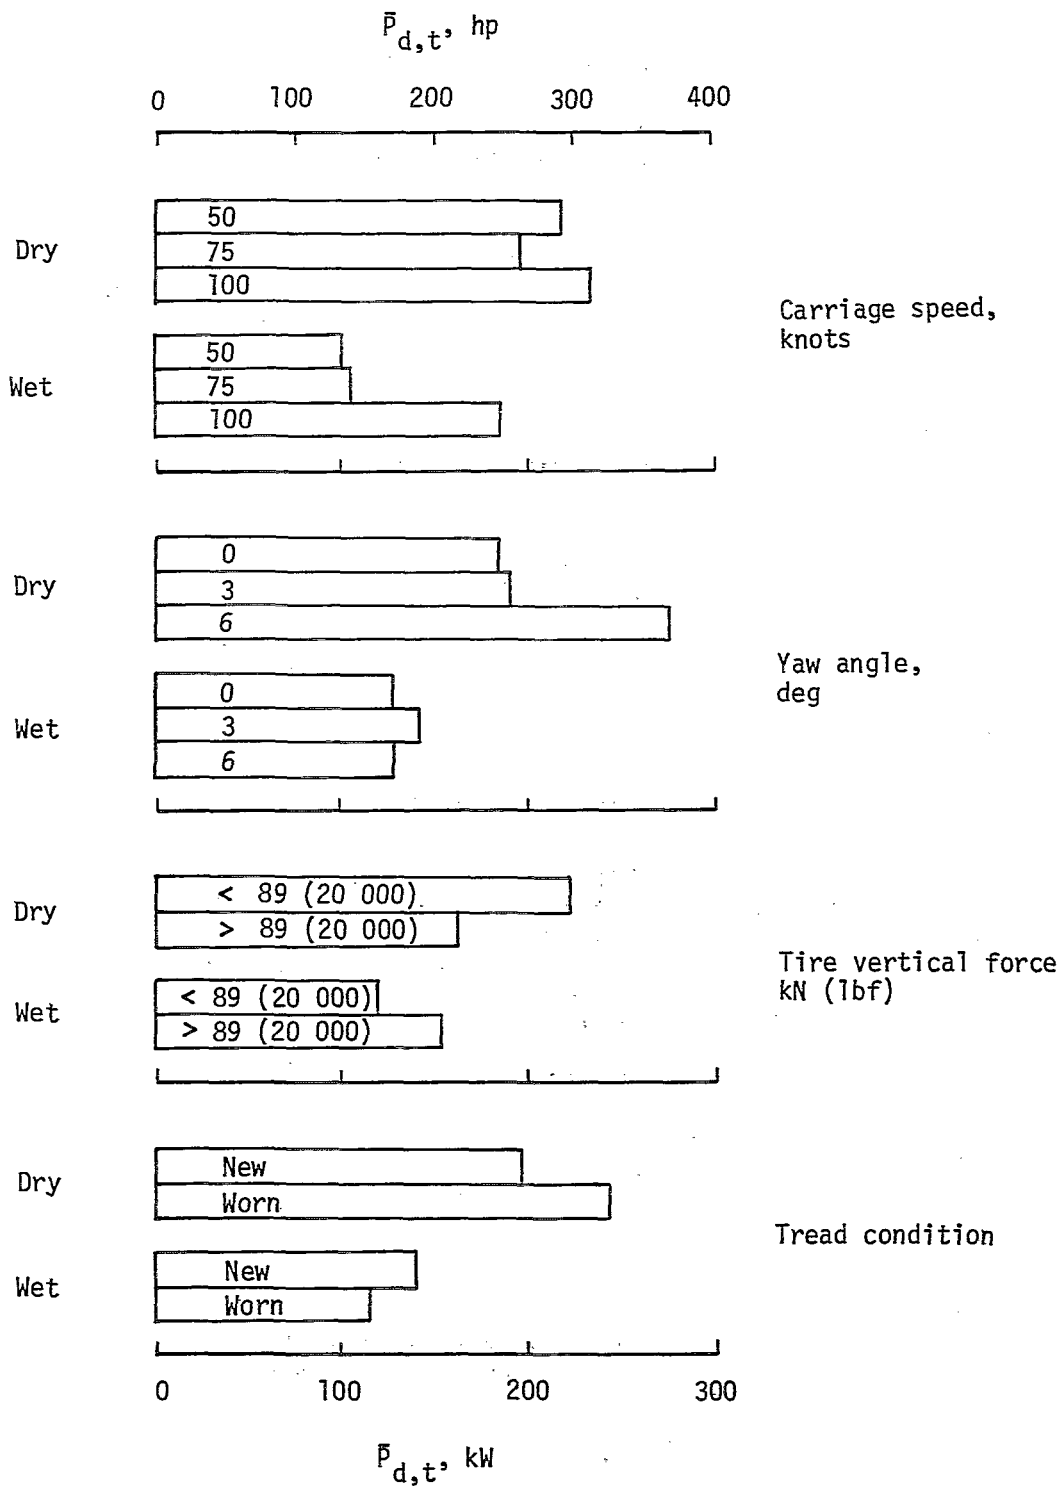 P̄d,t, hp
0 100 200 300 400
Dry
50
75
100
Carriage speed,
knots
Wet
50
75
100
Dry
0
3
6
Yaw angle,
deg
Wet
0
3
6
Dry
< 89 (20 000)
> 89 (20 000)
Tire vertical force
kN (lbf)
Wet
< 89 (20 000)
> 89 (20 000)
Dry
New
Worn
Tread condition
Wet
New
Worn
0 100 200 300
P̄d,t, kW